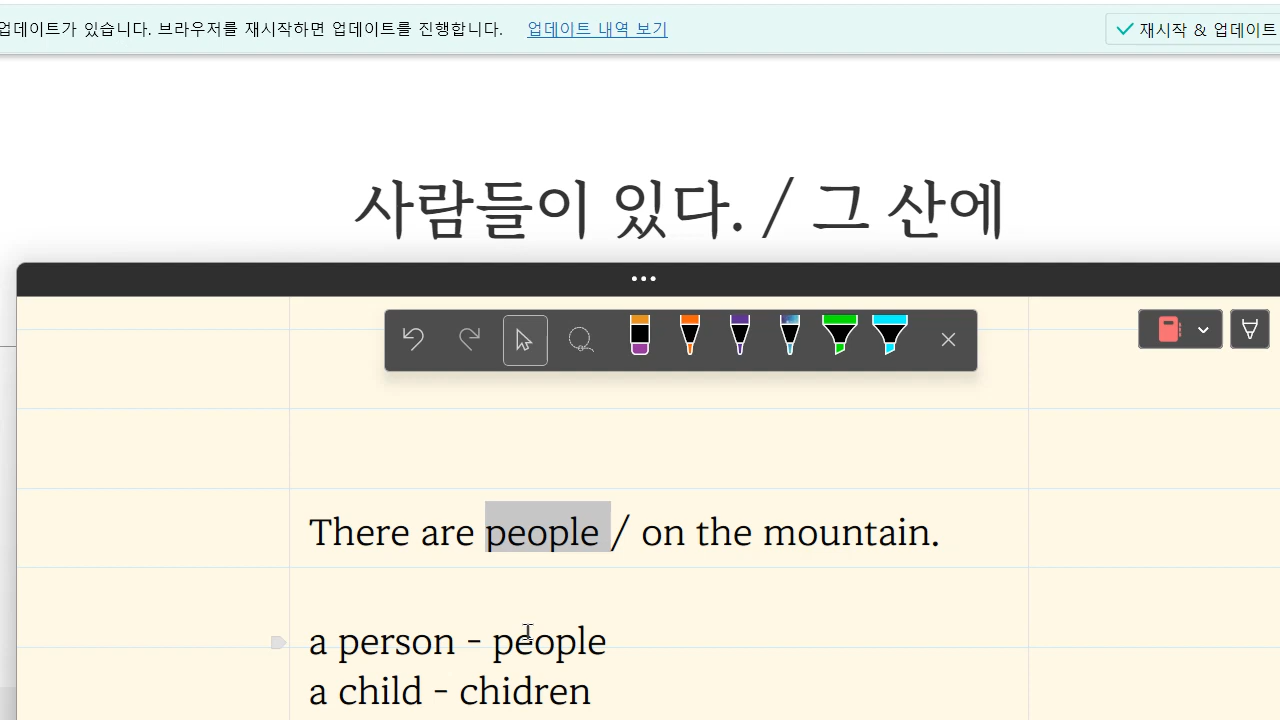 업데이트가 있습니다. 브라우저를 재시작하면 업데이트를 진행합니다. 업데이트 내역 보기 재시작 & 업데이트
사람들이 있다. / 그 산에
There are people / on the mountain.
a person - people
a child - chidren